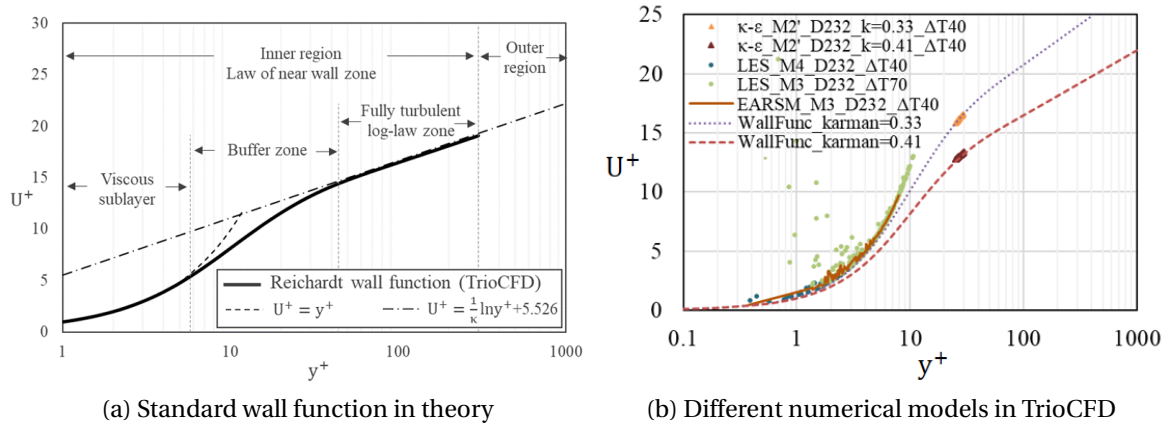 30
25
20
15
10
5
0
U+
Inner region
Law of near wall zone
Outer
region
Fully turbulent
log-law zone
Buffer zone
Viscous
sublayer
Reichardt wall function (TrioCFD)
U+ = y+
U+ = 1/κ lny+ +5.526
1
10
100
1000
y+
(a) Standard wall function in theory
25
20
15
10
5
0
U+
κ-ε_M2'_D232_k=0.33_ΔT40
κ-ε_M2'_D232_k=0.41_ΔT40
LES_M4_D232_ΔT40
LES_M3_D232_ΔT70
EARSM_M3_D232_ΔT40
WallFunc_karman=0.33
WallFunc_karman=0.41
0.1
1
10
100
1000
y+
(b) Different numerical models in TrioCFD